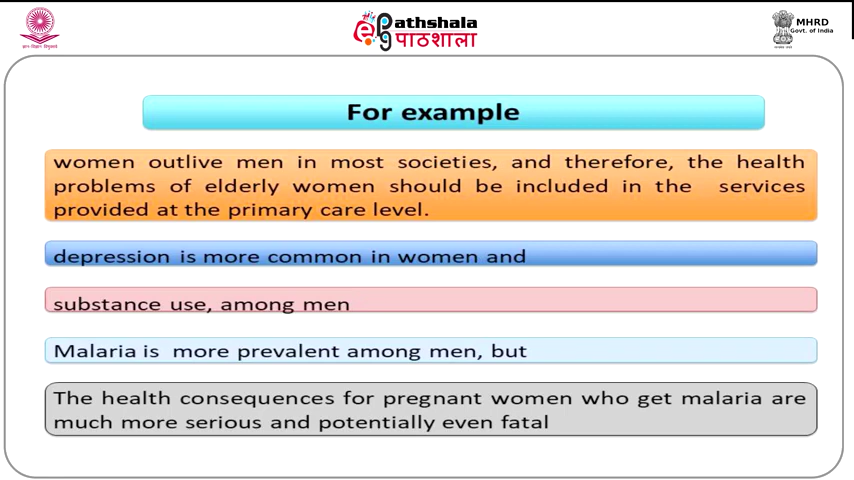 ePathshala
पाठशाला
MHRD
Govt. of India
For example
women outlive men in most societies, and therefore, the health
problems of elderly women should be included in the services
provided at the primary care level.
depression is more common in women and
substance use, among men
Malaria is more prevalent among men, but
The health consequences for pregnant women who get malaria are
much more serious and potentially even fatal